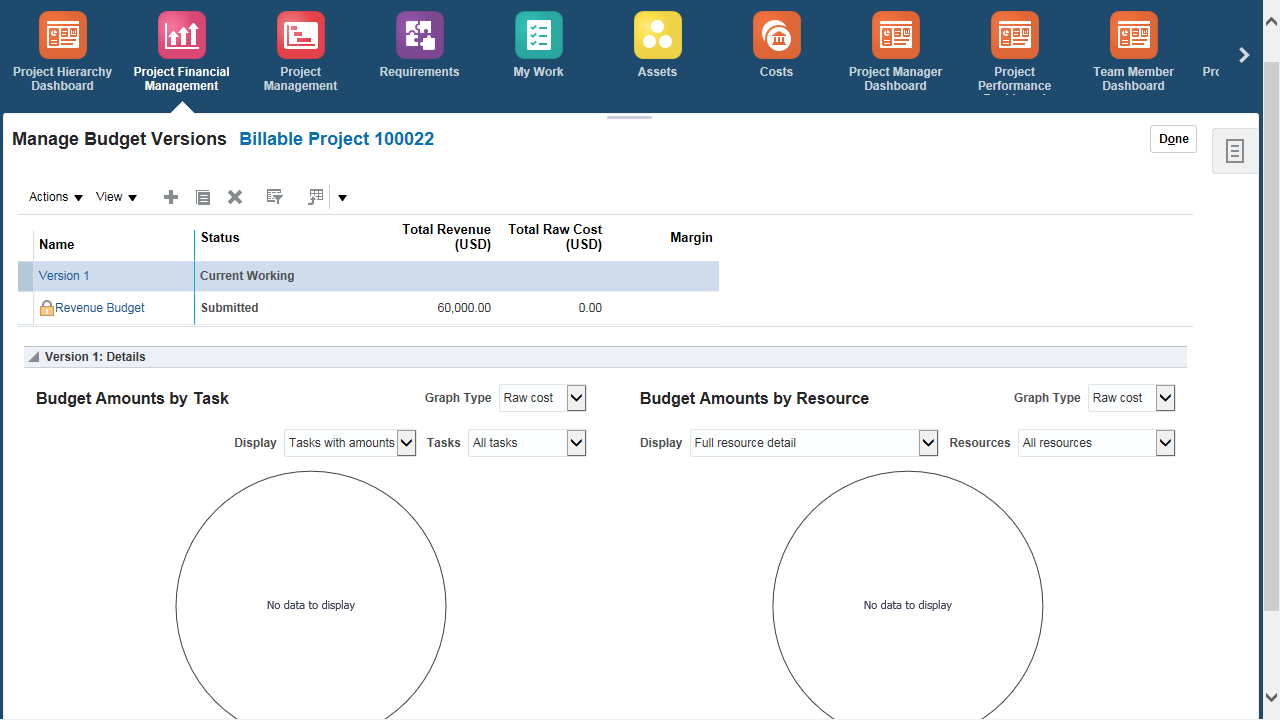 Project Hierarchy
Dashboard
Project Financial
Management
Project
Management
Requirements
My Work
Assets
Costs
Project Manager
Dashboard
Project
Performance
Team Member
Dashboard
Manage Budget Versions Billable Project 100022
Done
Actions View
Name Status Total Revenue (USD) Total Raw Cost (USD) Margin
Version 1 Current Working
Revenue Budget Submitted 60,000.00 0.00
Version 1: Details
Budget Amounts by Task Graph Type Raw cost
Display Tasks with amounts Tasks All tasks
No data to display
Budget Amounts by Resource Graph Type Raw cost
Display Full resource detail Resources All resources
No data to display